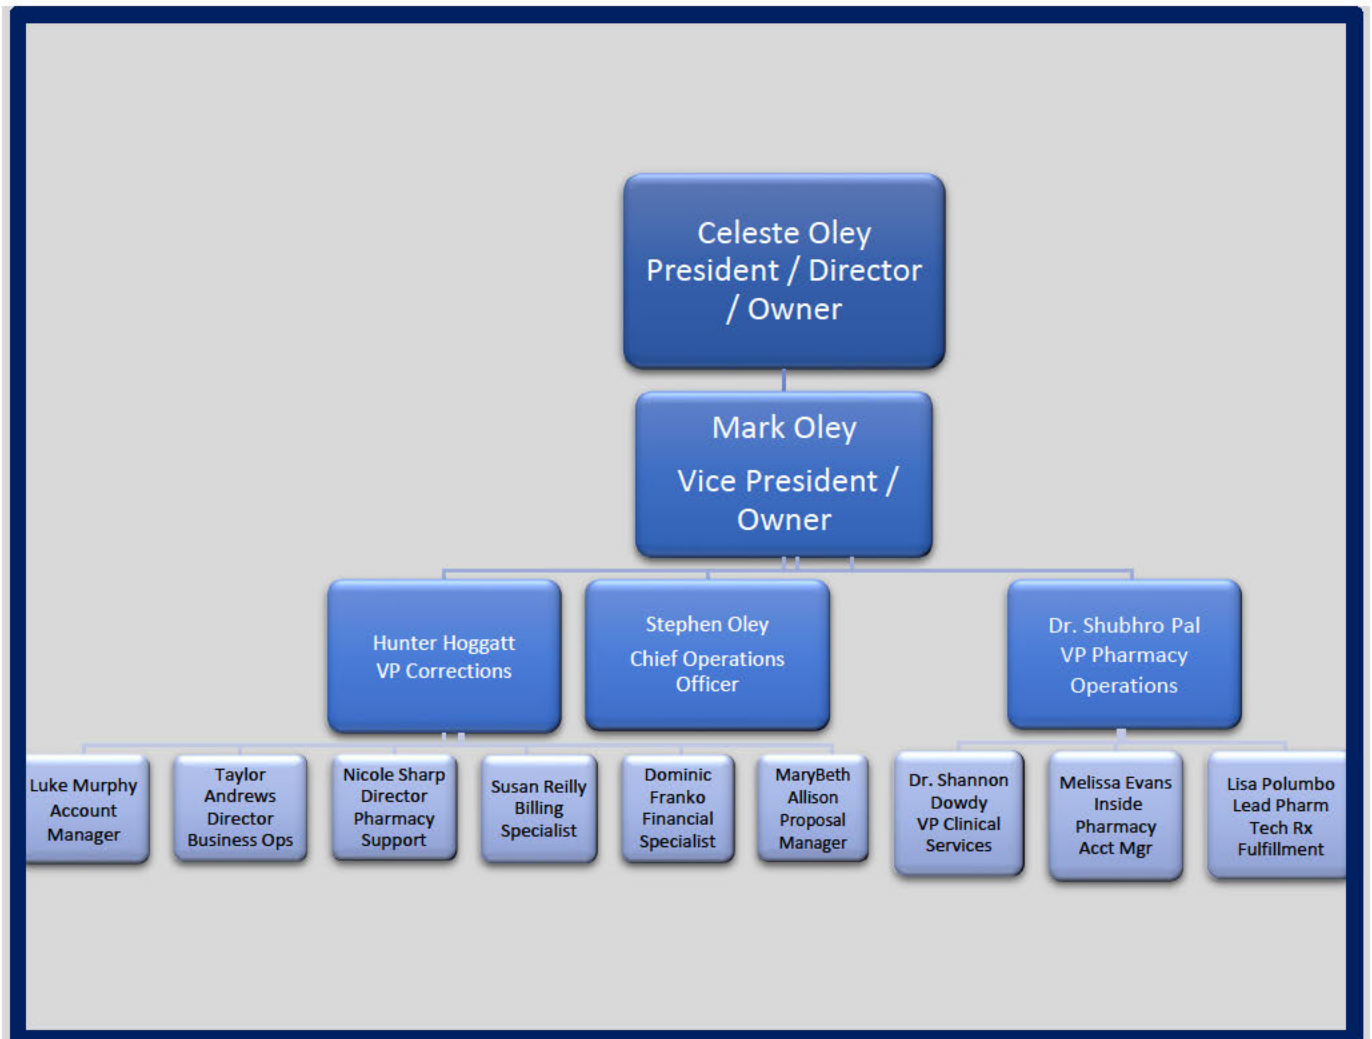 Celeste Oley
President / Director
/ Owner
Mark Oley
Vice President /
Owner
Hunter Hoggatt
VP Corrections
Stephen Oley
Chief Operations
Officer
Dr. Shubhro Pal
VP Pharmacy
Operations
Luke Murphy
Account
Manager
Taylor
Andrews
Director
Business Ops
Nicole Sharp
Director
Pharmacy
Support
Susan Reilly
Billing
Specialist
Dominic
Franko
Financial
Specialist
MaryBeth
Allison
Proposal
Manager
Dr. Shannon
Dowdy
VP Clinical
Services
Melissa Evans
Inside
Pharmacy
Acct Mgr
Lisa Polumbo
Lead Pharm
Tech Rx
Fulfillment